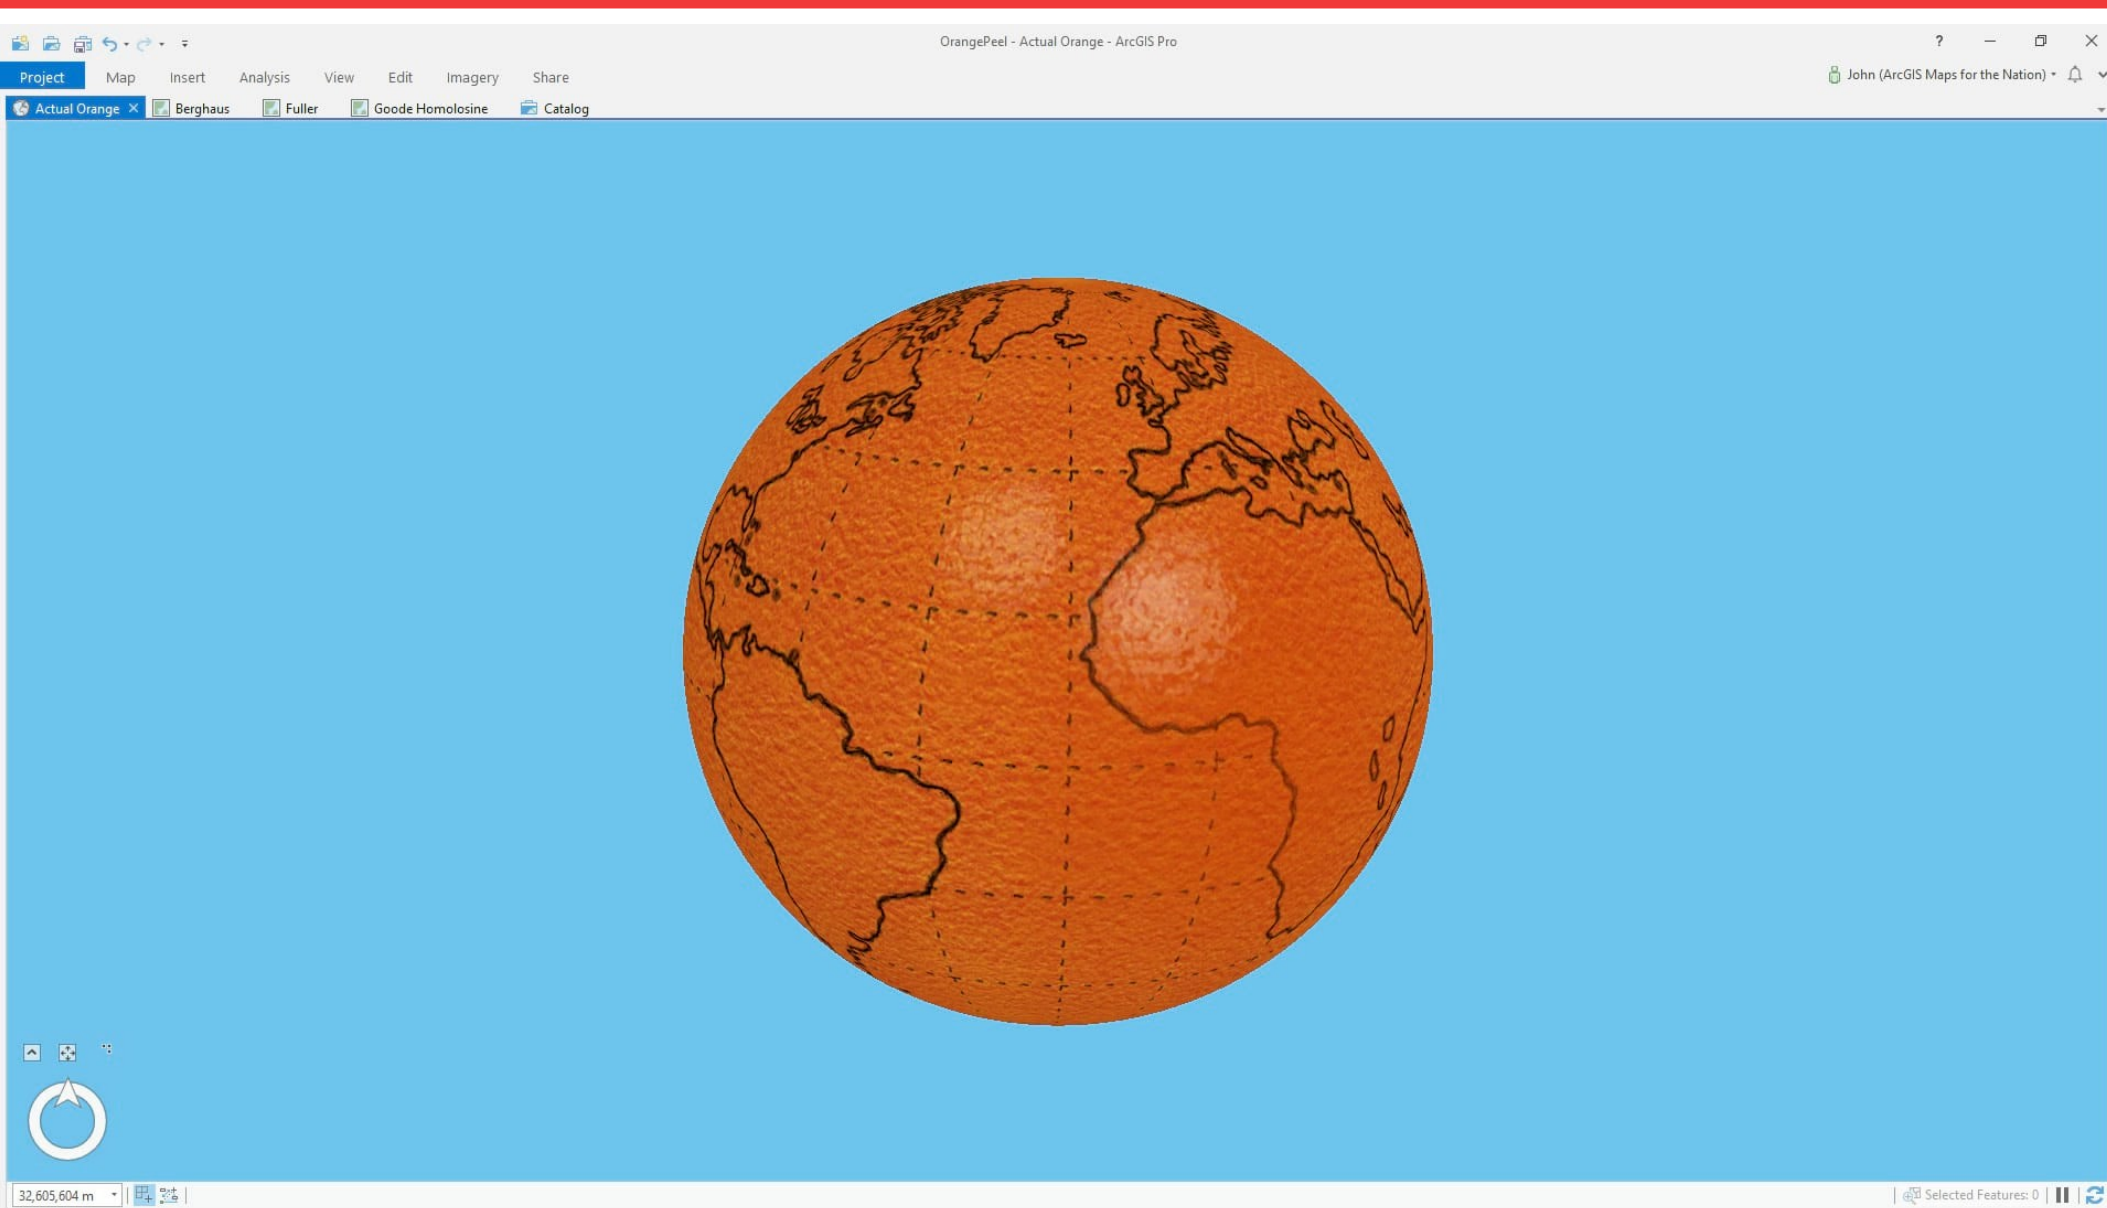 OrangePeel - Actual Orange - ArcGIS Pro
?
Project Map Insert Analysis View Edit Imagery Share
John (ArcGIS Maps for the Nation)
Actual Orange Berghaus Fuller Goode Homolosine Catalog
32,605,604 m
Selected Features: 0